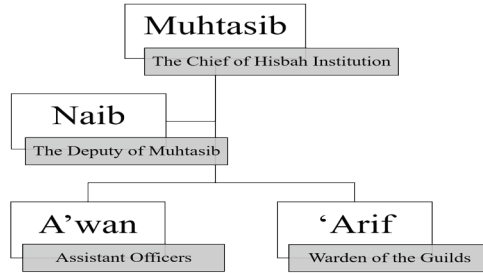 Muhtasib
The Chief of Hisbah Institution
Naib
The Deputy of Muhtasib
A’wan
Assistant Officers
‘Arif
Warden of the Guilds